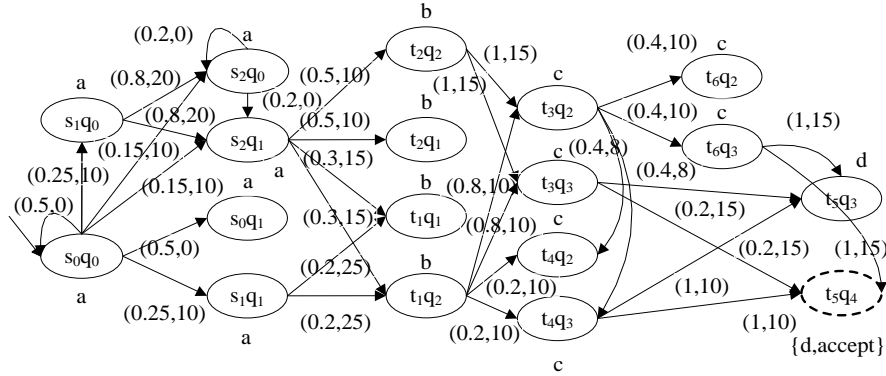 b
(0.2,0)
a
t₂q₂
(1,15)
(0.4,10)
c
s₂q₀
(0.5,10)
(1,15)
t₆q₂
a
(0.8,20)
c
(0.2,0)
b
t₃q₂
(0.4,10)
c
s₁q₀
(0.8,20)
s₂q₁
(0.5,10)
t₂q₁
t₆q₃
(1,15)
(0.15,10)
a
(0.3,15)
c
(0.4,8)
(0.4,8)
d
(0.25,10)
(0.15,10)
a
b
(0.8,10)
t₃q₃
t₅q₃
(0.5,0)
s₀q₁
(0.3,15)
t₁q₁
(0.8,10)
c
(0.2,15)
s₀q₀
(0.5,0)
b
t₄q₂
(0.2,15)
(1,15)
a
(0.25,10)
s₁q₁
(0.2,25)
t₁q₂
(0.2,10)
(1,10)
t₅q₄
a
(0.2,25)
(0.2,10)
t₄q₃
(1,10)
c
{d,accept}